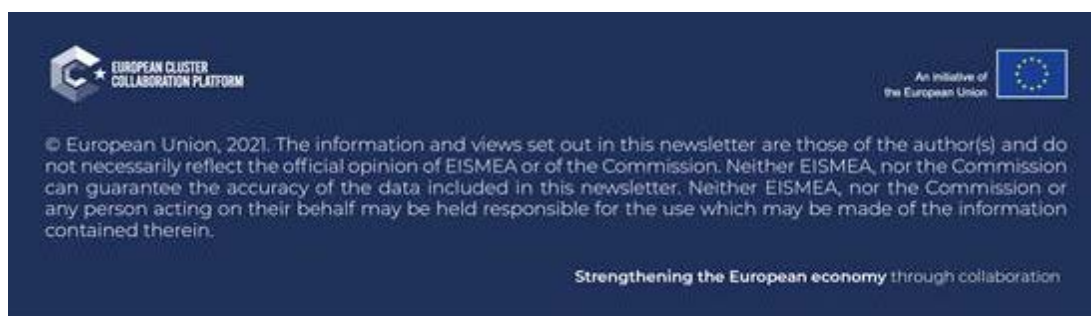 EUROPEAN CLUSTER
COLLABORATION PLATFORM
An initiative of
the European Union
© European Union, 2021. The information and views set out in this newsletter are those of the author(s) and do
not necessarily reflect the official opinion of EISMEA or of the Commission. Neither EISMEA, nor the Commission
can guarantee the accuracy of the data included in this newsletter. Neither EISMEA, nor the Commission or
any person acting on their behalf may be held responsible for the use which may be made of the information
contained therein.
Strengthening the European economy through collaboration